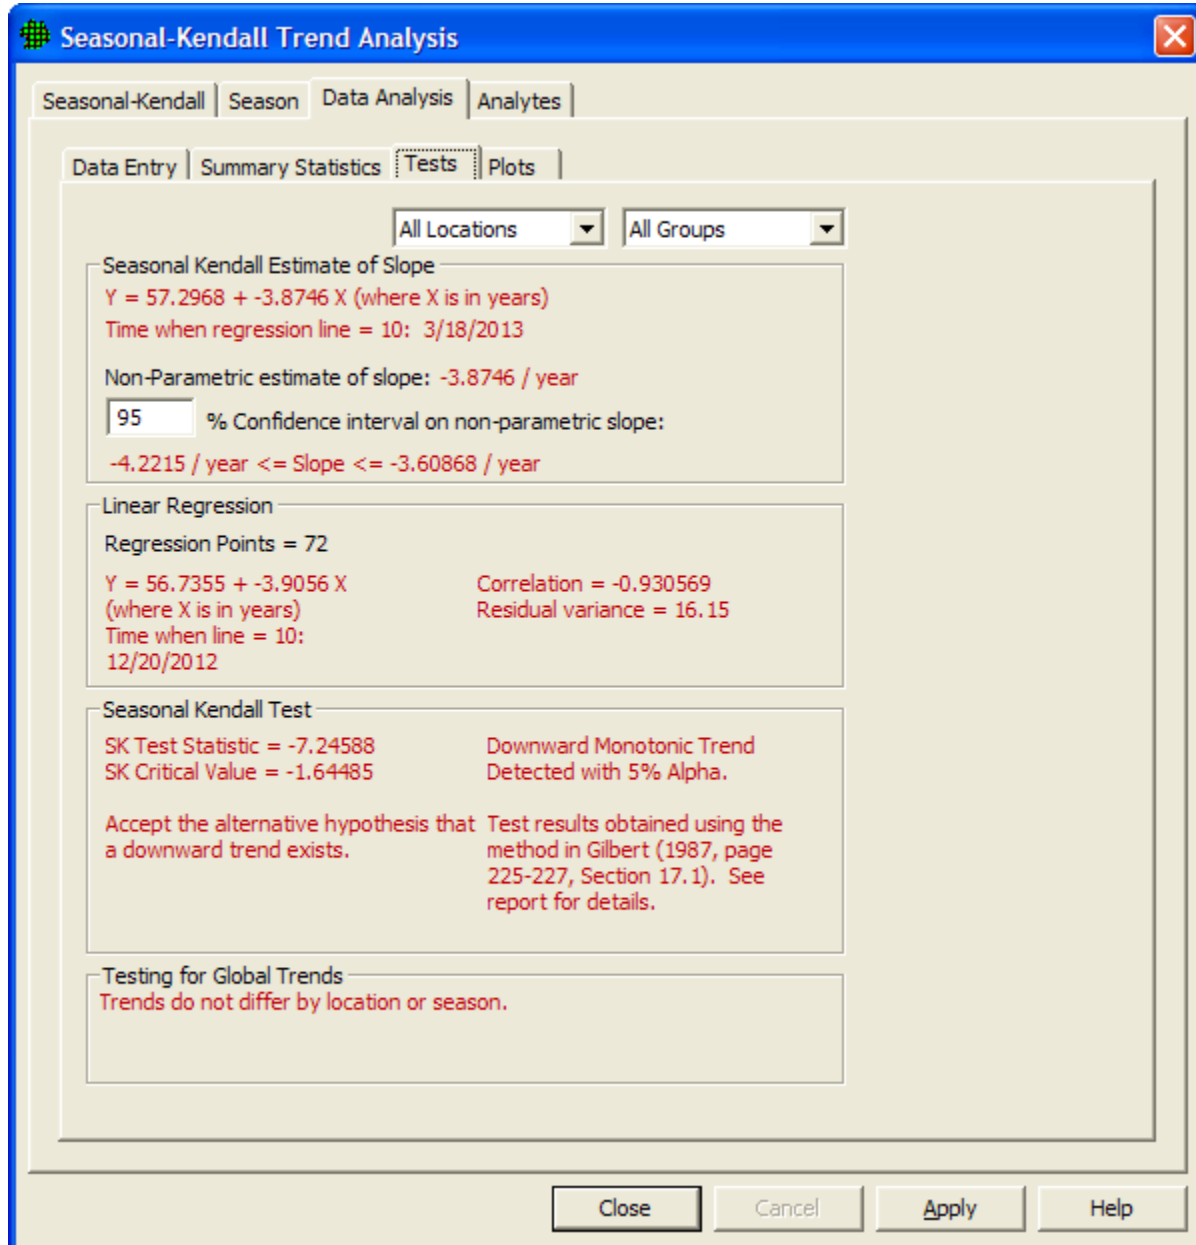 Seasonal-Kendall Trend Analysis
Seasonal-Kendall Season Data Analysis Analytes
Data Entry Summary Statistics Tests Plots
All Locations All Groups
Seasonal Kendall Estimate of Slope
Y = 57.2968 + -3.8746 X (where X is in years)
Time when regression line = 10: 3/18/2013
Non-Parametric estimate of slope: -3.8746 / year
95 % Confidence interval on non-parametric slope:
-4.2215 / year <= Slope <= -3.60868 / year
Linear Regression
Regression Points = 72
Y = 56.7355 + -3.9056 X
(where X is in years)
Time when line = 10:
12/20/2012
Correlation = -0.930569
Residual variance = 16.15
Seasonal Kendall Test
SK Test Statistic = -7.24588
SK Critical Value = -1.64485
Downward Monotonic Trend
Detected with 5% Alpha.
Accept the alternative hypothesis that
a downward trend exists.
Test results obtained using the
method in Gilbert (1987, page
225-227, Section 17.1). See
report for details.
Testing for Global Trends
Trends do not differ by location or season.
Close Cancel Apply Help